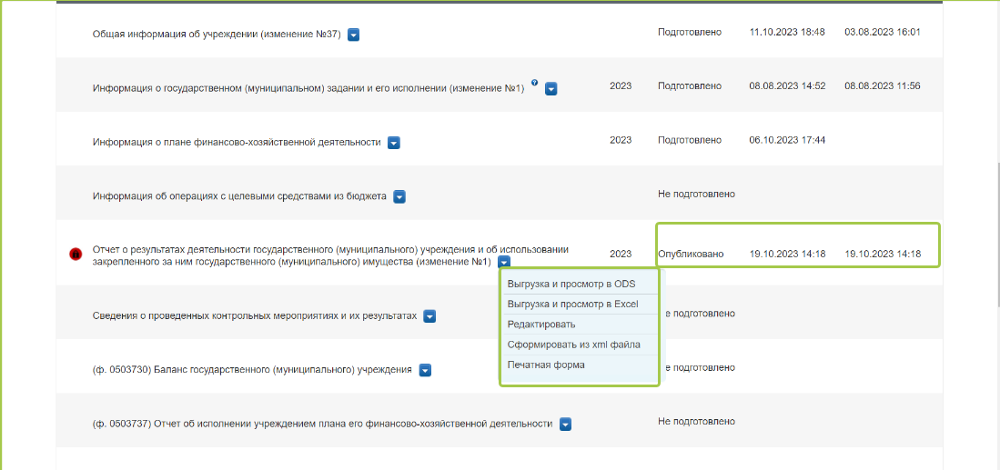 Общая информация об учреждении (изменение №37) Подготовлено 11.10.2023 18:48 03.08.2023 16:01
Информация о государственном (муниципальном) задании и его исполнении (изменение №1) ? 2023 Подготовлено 08.08.2023 14:52 08.08.2023 11:56
Информация о плане финансово-хозяйственной деятельности 2023 Подготовлено 06.10.2023 17:44
Информация об операциях с целевыми средствами из бюджета Не подготовлено
Отчет о результатах деятельности государственного (муниципального) учреждения и об использовании
закрепленного за ним государственного (муниципального) имущества (изменение №1) 2023 Опубликовано 19.10.2023 14:18 19.10.2023 14:18
Выгрузка и просмотр в ODS
Выгрузка и просмотр в Excel
Редактировать
Сформировать из xml файла
Печатная форма
Сведения о проведенных контрольных мероприятиях и их результатах е подготовлено
(ф. 0503730) Баланс государственного (муниципального) учреждения е подготовлено
(ф. 0503737) Отчет об исполнении учреждением плана его финансово-хозяйственной деятельности Не подготовлено